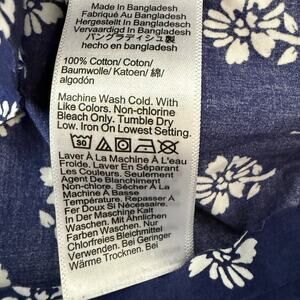 Made In Bangladesh
Fabriqué Au Bangladesh
Hergestellt In Bangladesh
Vervaardigd In Bangladesh
バングラディシュ製
hecho en bangladesh
100% Cotton/ Coton/
Baumwolle/ Katoen/ 綿/
algodón
Machine Wash Cold. With
Like Colors. Non-chlorine
Bleach Only. Tumble Dry
Low. Iron On Lowest Setting.
30
Laver À La Machine À L'eau
Froide. Laver En Séparant
Les Couleurs. Seulement
Agent De Blanchiment
Non-chlore. Sécher À La
Machine À Basse
Température. Repasser À
Fer Doux Si Nécessaire.
In Der Maschine Kalt
Waschen. Mit Ähnlichen
Farben Waschen. Nur
Chlorfreies Bleichmittel
Verwenden. Bei Geringer
Wärme Trocknen. Bei